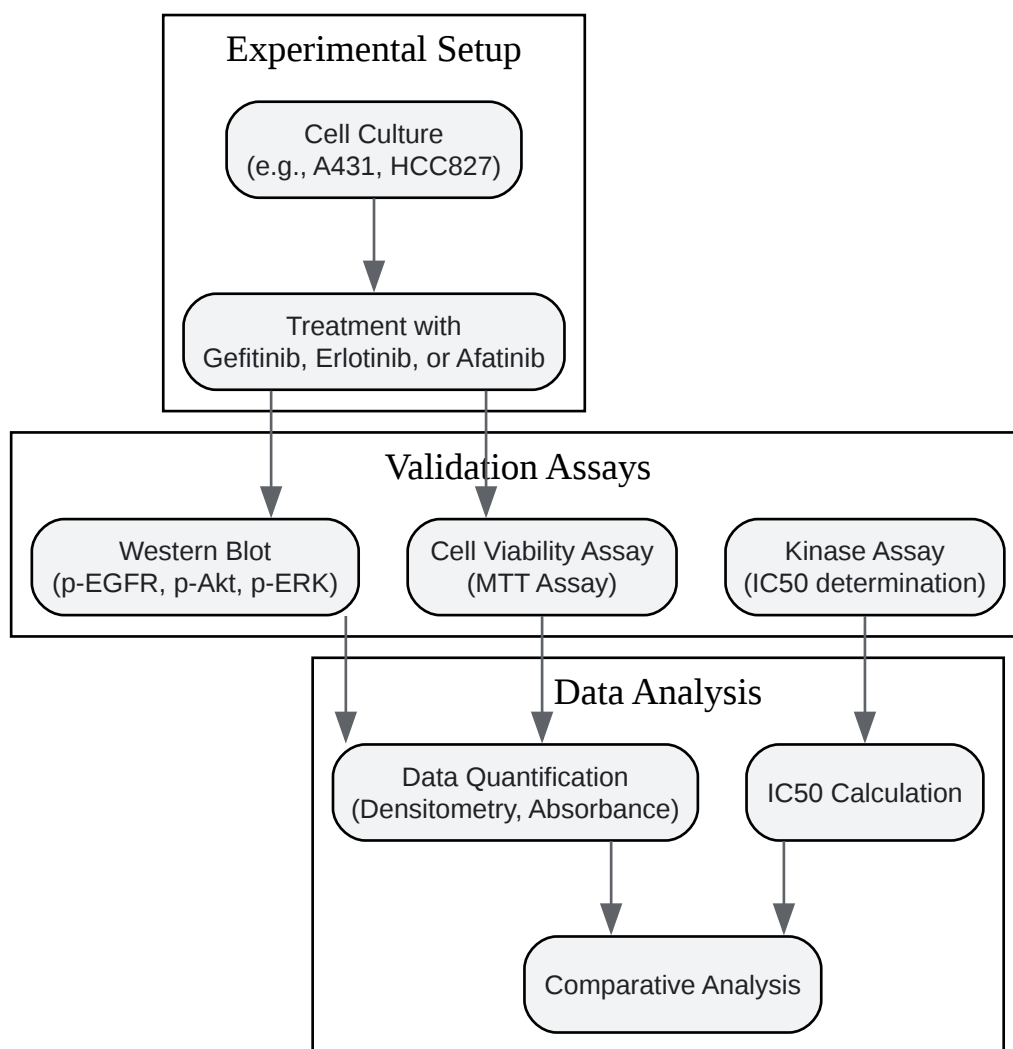 Experimental Setup
Cell Culture
(e.g., A431, HCC827)
Treatment with
Gefitinib, Erlotinib, or Afatinib
Validation Assays
Western Blot
(p-EGFR, p-Akt, p-ERK)
Cell Viability Assay
(MTT Assay)
Kinase Assay
(IC50 determination)
Data Analysis
Data Quantification
(Densitometry, Absorbance)
IC50 Calculation
Comparative Analysis